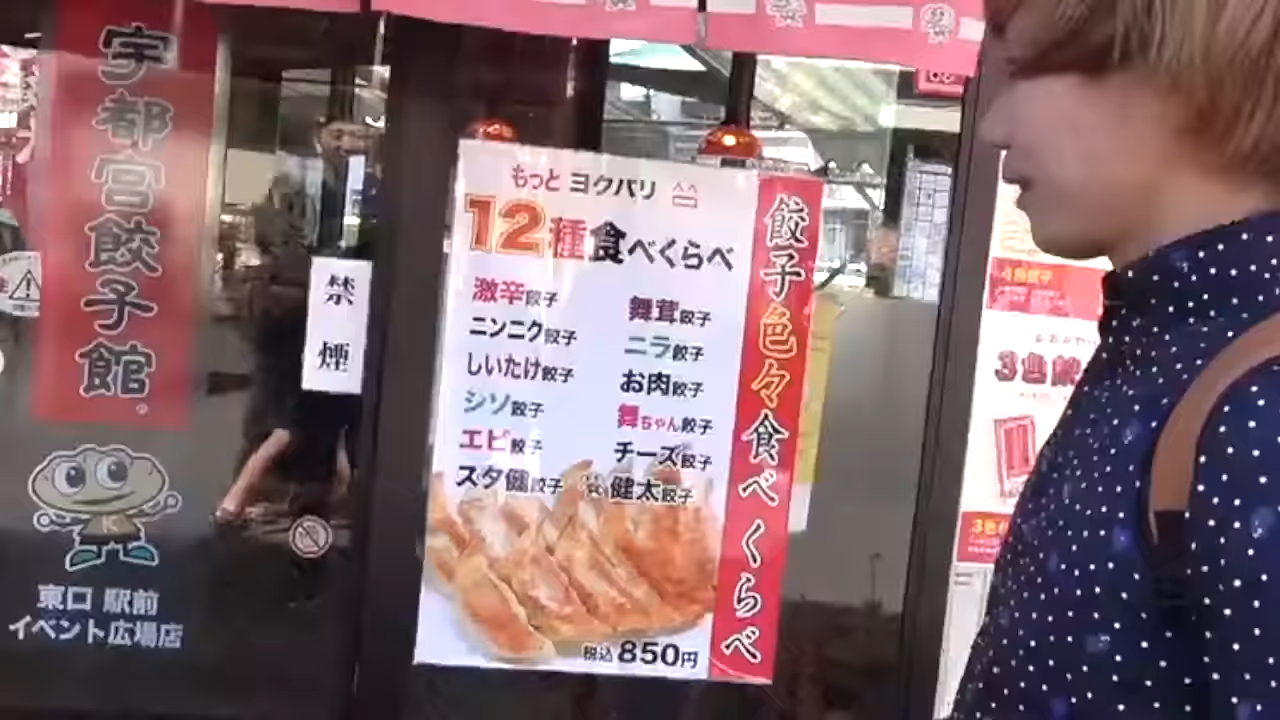 宇都宮餃子館
東口 駅前
イベント広場店
禁煙
もっと ヨクバリ
12種食べくらべ
激辛餃子
ニンニク餃子
しいたけ餃子
シソ餃子
エビ餃子
スタ健餃子
舞茸餃子
ニラ餃子
お肉餃子
舞ちゃん餃子
チーズ餃子
健太餃子
税込850円
餃子色々食べくらべ
3色餃
3色